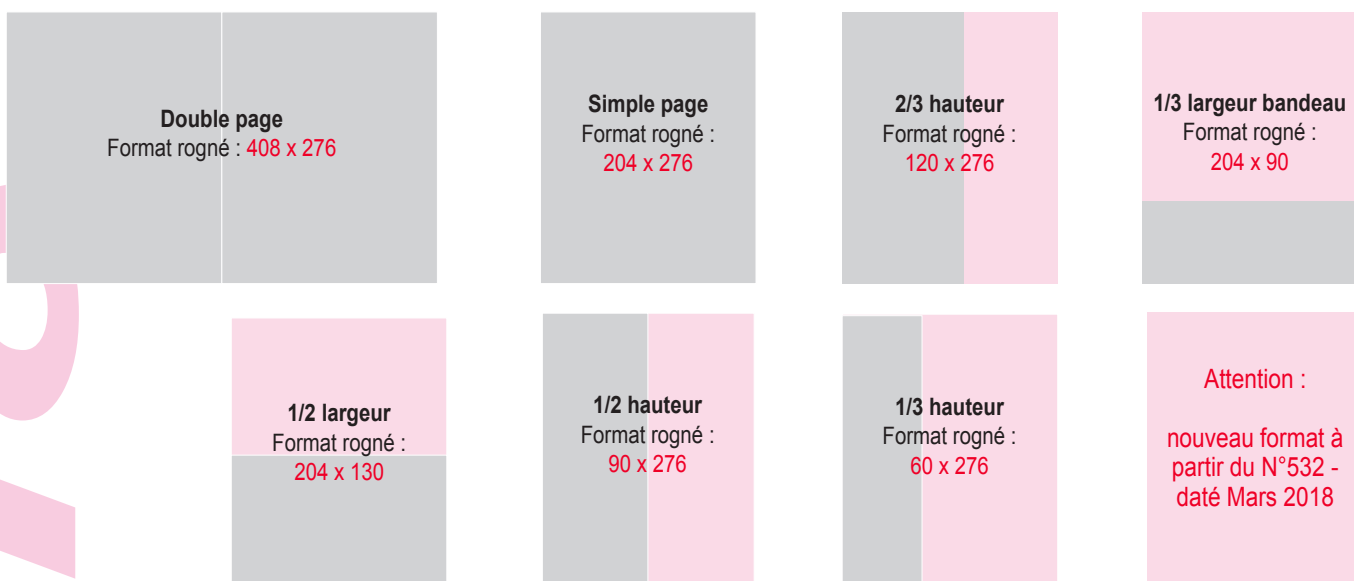 Double page
Format rogné : 408 x 276
Simple page
Format rogné :
204 x 276
2/3 hauteur
Format rogné :
120 x 276
1/3 largeur bandeau
Format rogné :
204 x 90
1/2 largeur
Format rogné :
204 x 130
1/2 hauteur
Format rogné :
90 x 276
1/3 hauteur
Format rogné :
60 x 276
Attention :
nouveau format à
partir du N°532 -
daté Mars 2018